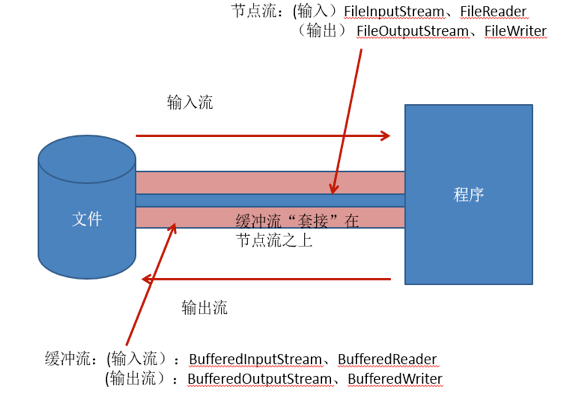 节点流：(输入）FileInputStream、FileReader
（输出） FileOutputStream、FileWriter
输入流
文件
程序
缓冲流“套接”在
节点流之上
输出流
缓冲流：(输入流）：BufferedInputStream、BufferedReader
(输出流）：BufferedOutputStream、BufferedWriter